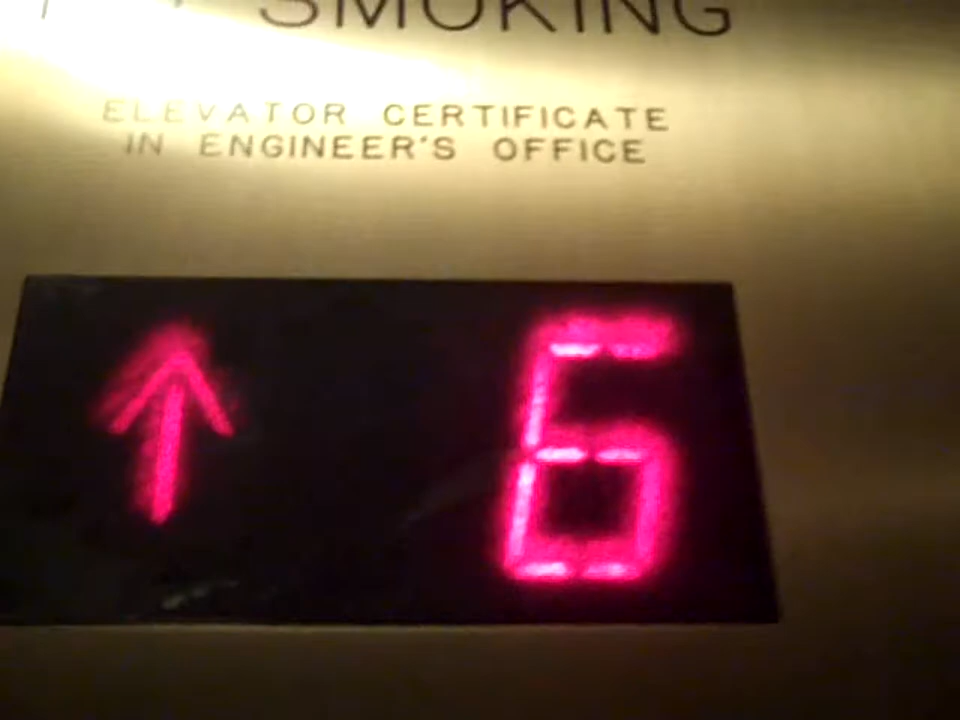 SMOKING
ELEVATOR CERTIFICATE
IN ENGINEER'S OFFICE
↑ 6